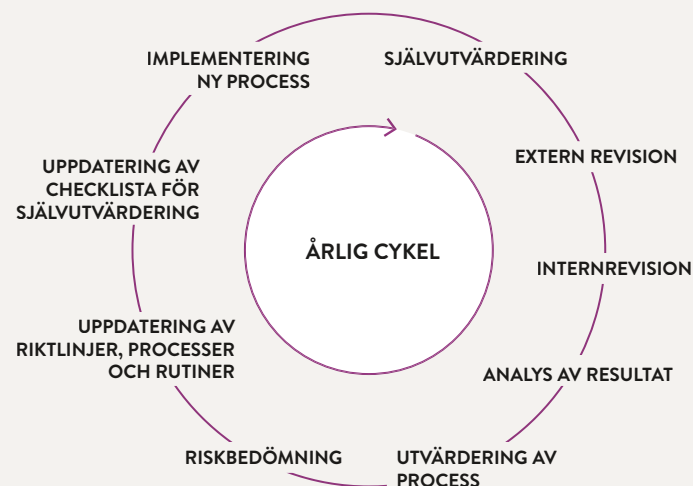 IMPLEMENTERING
NY PROCESS
SJÄLVUTVÄRDERING
EXTERN REVISION
INTERNREVISION
ANALYS AV RESULTAT
UTVÄRDERING AV
PROCESS
RISKBEDÖMNING
UPPDATERING AV
RIKTLINJER, PROCESSER
OCH RUTINER
UPPDATERING AV
CHECKLISTA FÖR
SJÄLVUTVÄRDERING
ÅRLIG CYKEL